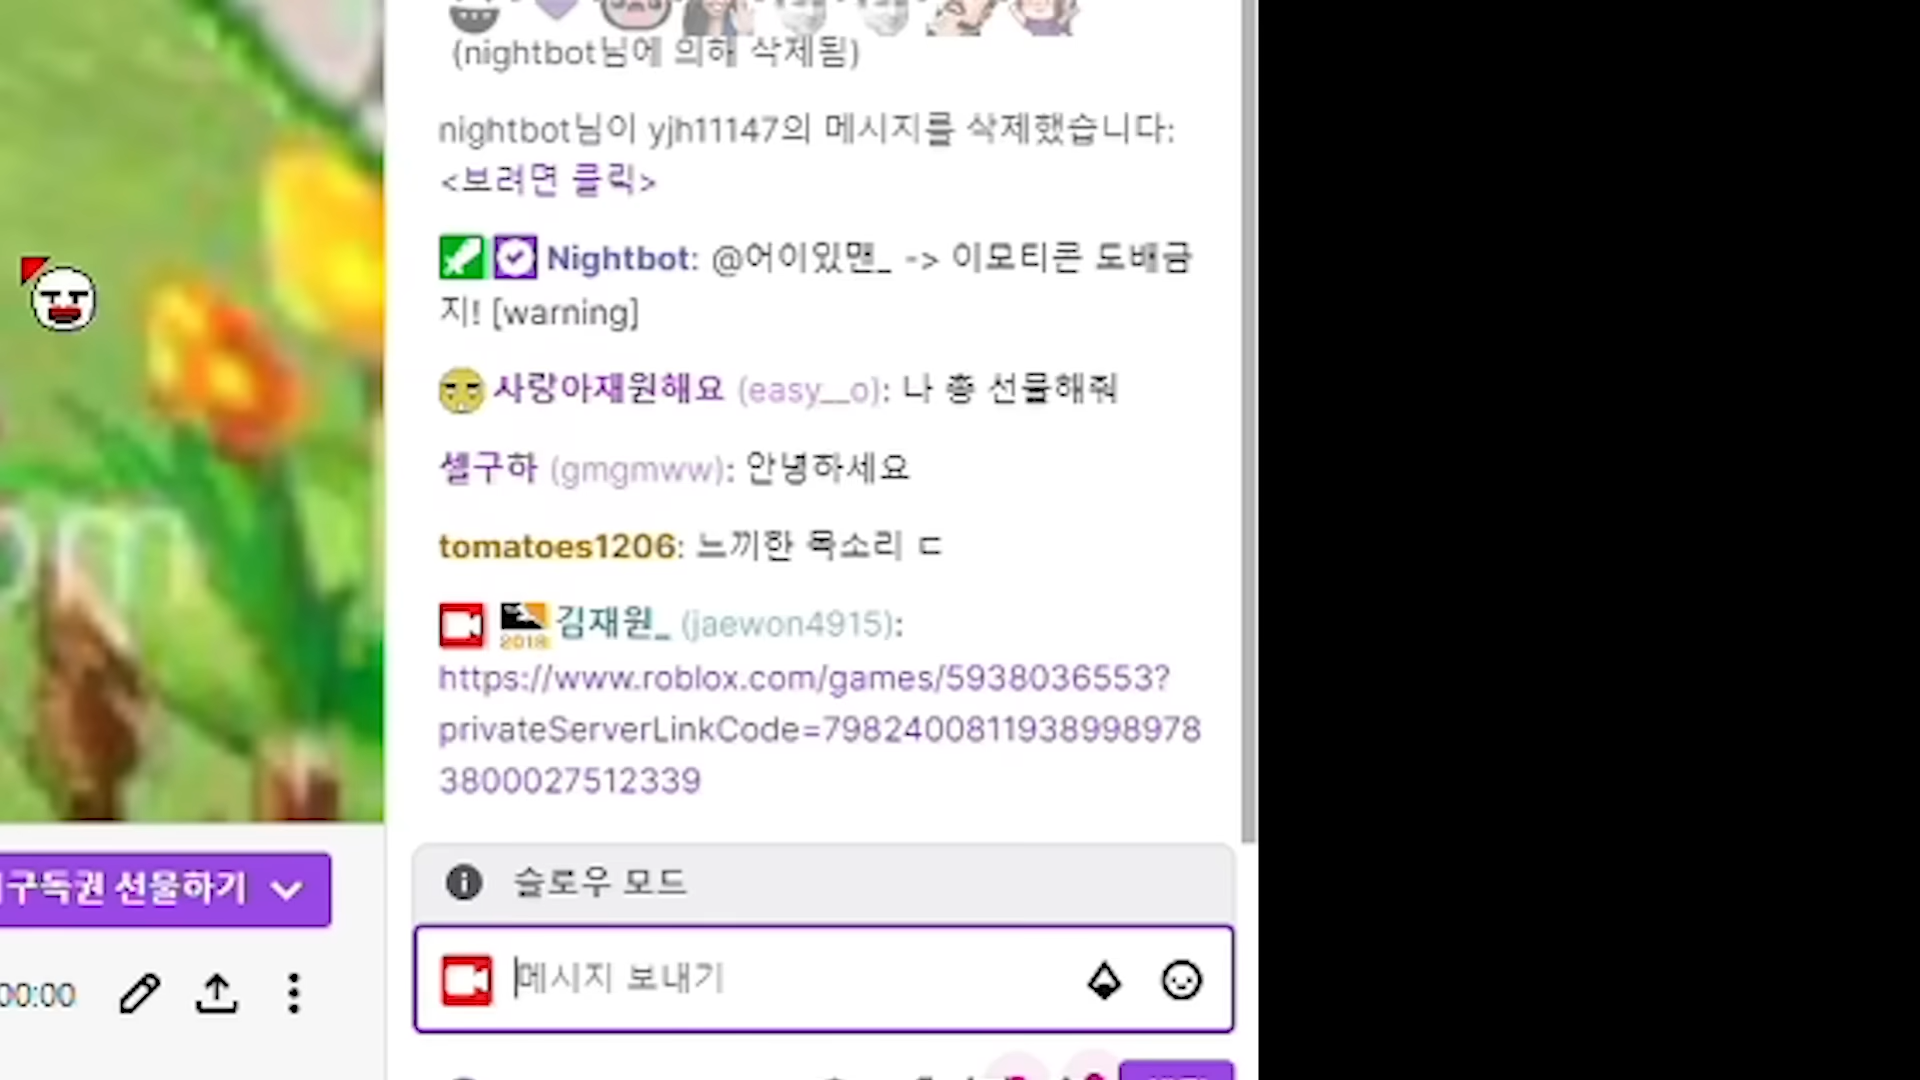 (nightbot님에 의해 삭제됨)
nightbot님이 yjh11147의 메시지를 삭제했습니다:
<보려면 클릭>
Nightbot: @어이있맨_ -> 이모티콘 도배금
지! [warning]
사랑아재원해요 (easy__o): 나 총 선물해줘
셀구하 (gmgmww): 안녕하세요
tomatoes1206: 느끼한 목소리 ㄷ
2018 김재원_ (jaewon4915):
https://www.roblox.com/games/5938036553?
privateServerLinkCode=7982400811938998978
3800027512339
구독권 선물하기
슬로우 모드
메시지 보내기
00:00